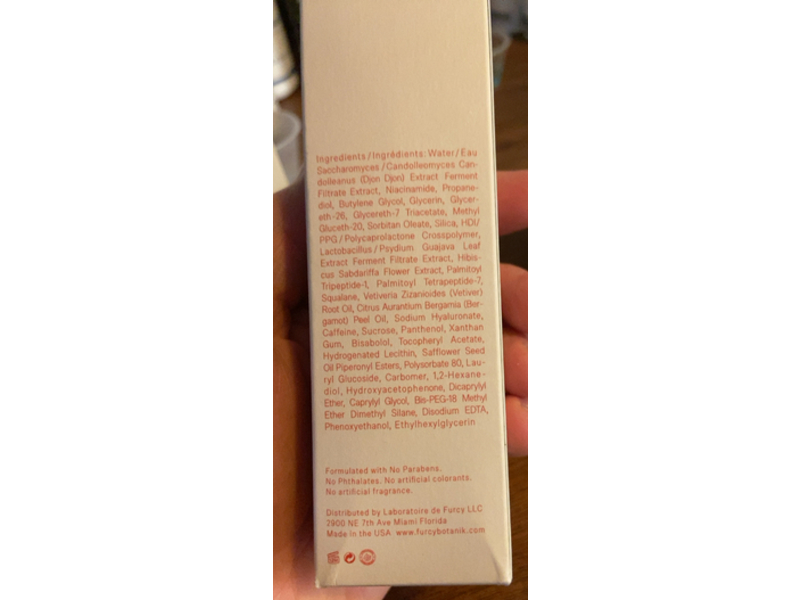 Ingredients/Ingrédients: Water/Eau
Saccharomyces/Candolleomyces Can-
dolleanus (Djon Djon) Extract Ferment
Filtrate Extract, Niacinamide, Propane-
diol, Butylene Glycol, Glycerin, Glycer-
eth-26, Glycereth-7 Triacetate, Methyl
Gluceth-20, Sorbitan Oleate, Silica, HDI/
PPG/Polycaprolactone Crosspolymer,
Lactobacillus/Psydium Guajava Leaf
Extract Ferment Filtrate Extract, Hibis-
cus Sabdariffa Flower Extract, Palmitoyl
Tripeptide-1, Palmitoyl Tetrapeptide-7,
Squalane, Vetiveria Zizanioides (Vetiver)
Root Oil, Citrus Aurantium Bergamia (Ber-
gamot) Peel Oil, Sodium Hyaluronate,
Caffeine, Sucrose, Panthenol, Xanthan
Gum, Bisabolol, Tocopheryl Acetate,
Hydrogenated Lecithin, Safflower Seed
Oil Piperonyl Esters, Polysorbate 80, Lau-
ryl Glucoside, Carbomer, 1,2-Hexane-
diol, Hydroxyacetophenone, Dicaprylyl
Ether, Caprylyl Glycol, Bis-PEG-18 Methyl
Ether Dimethyl Silane, Disodium EDTA,
Phenoxyethanol, Ethylhexylglycerin
Formulated with No Parabens.
No Phthalates. No artificial colorants.
No artificial fragrance.
Distributed by Laboratoire de Furcy LLC
2900 NE 7th Ave Miami Florida
Made in the USA www.furcybotanik.com